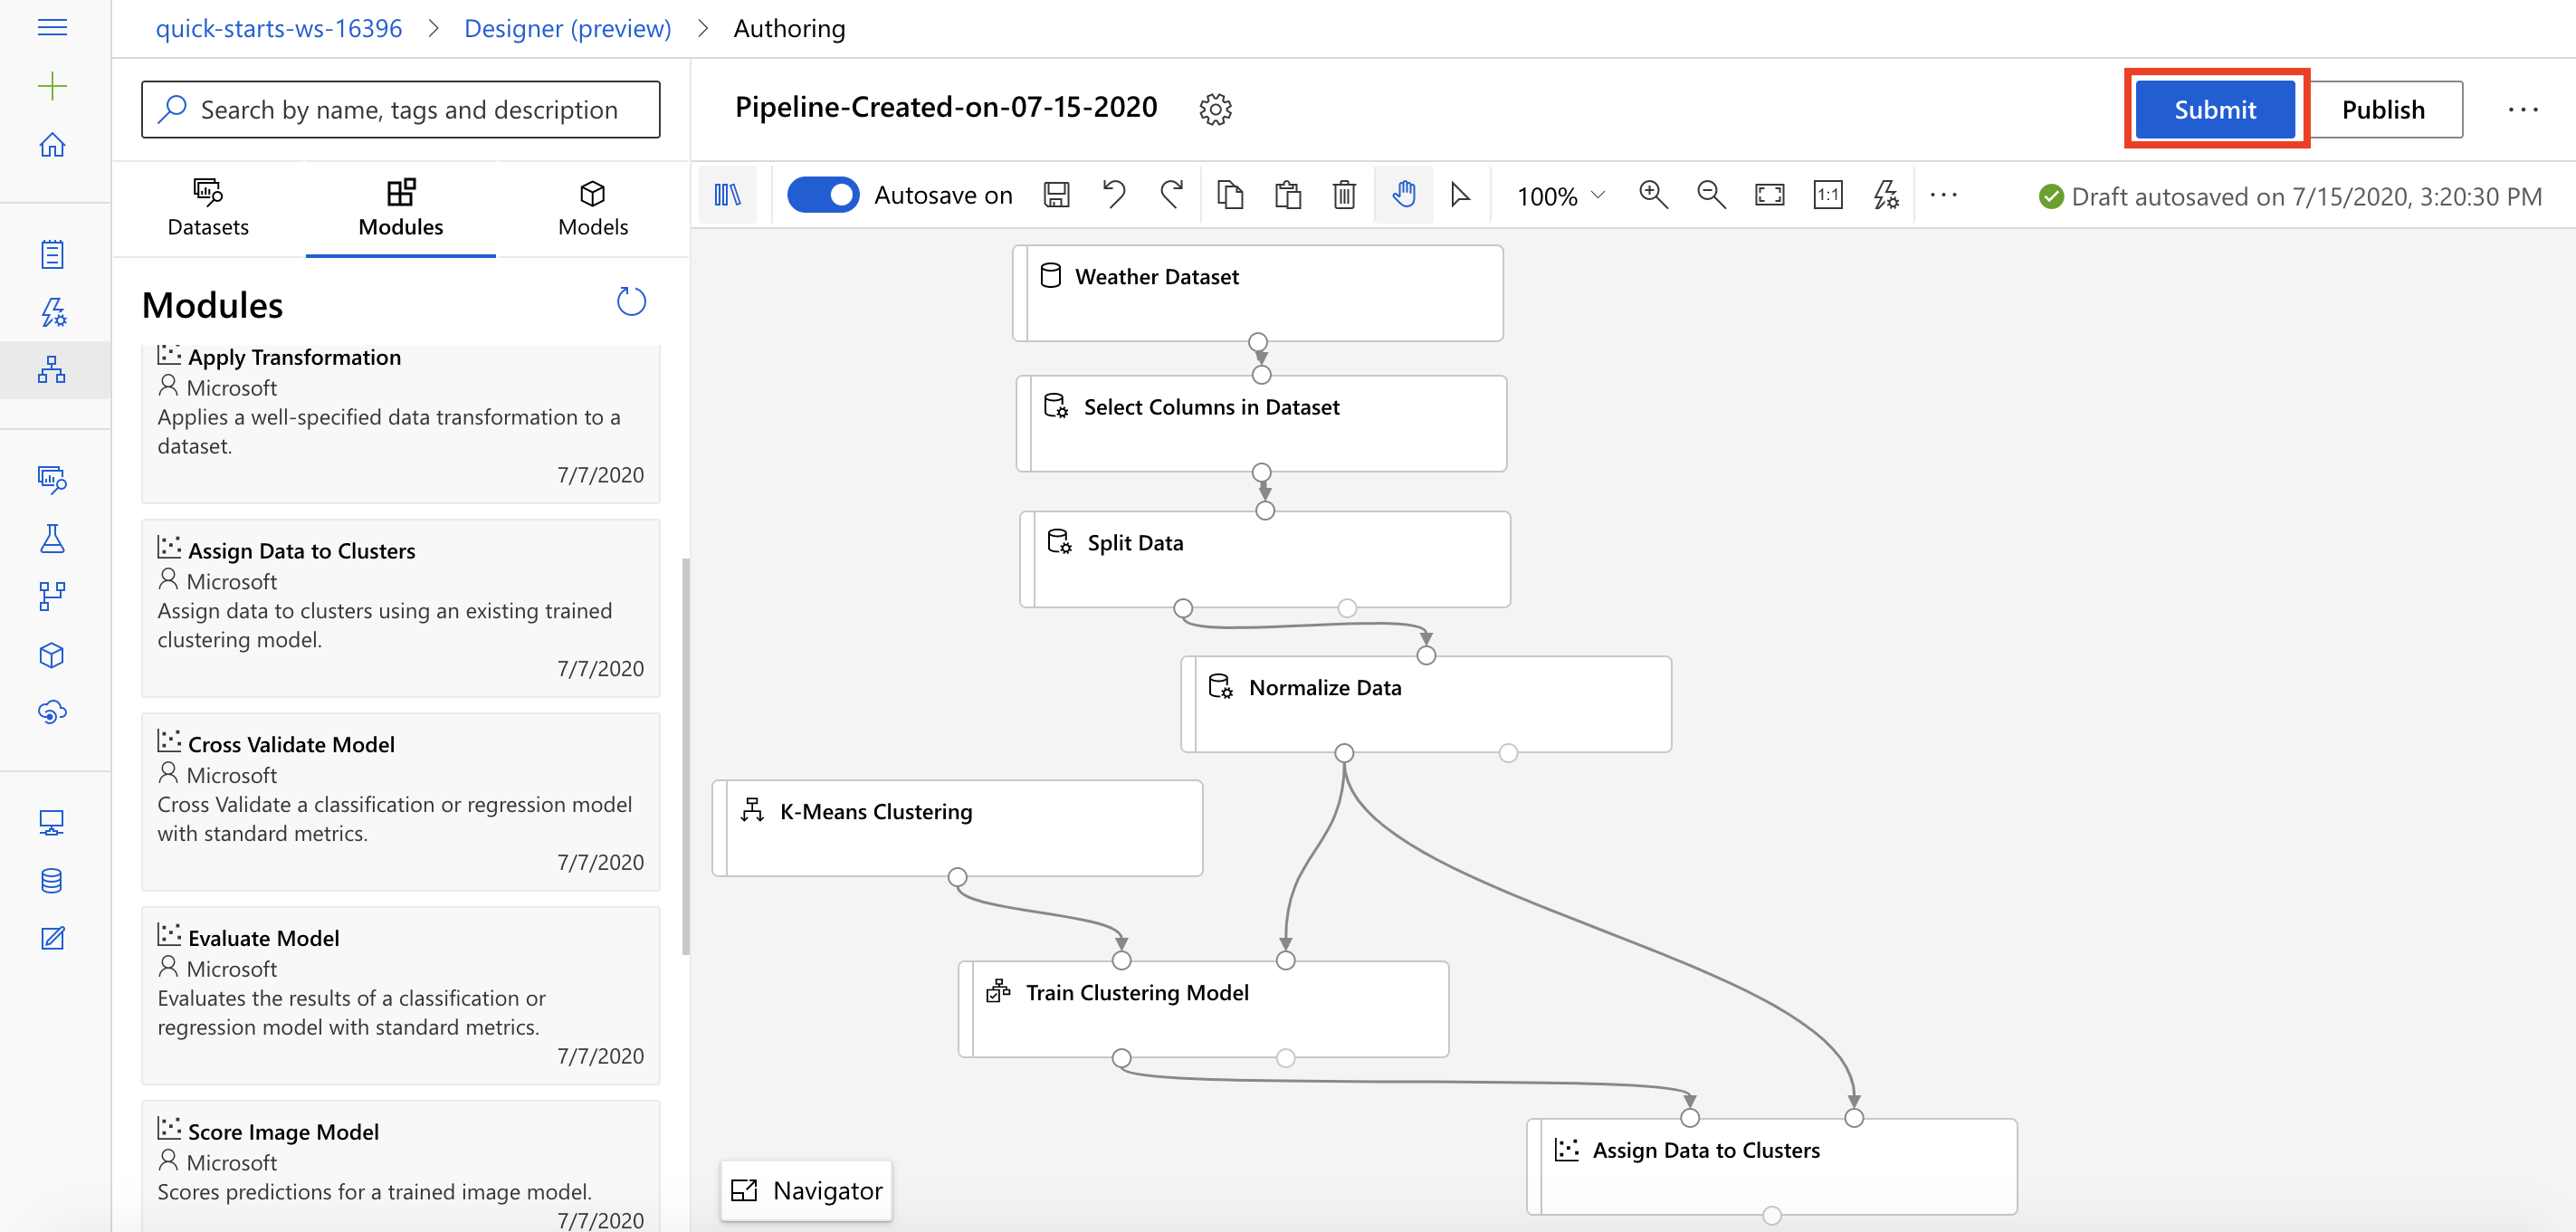 quick-starts-ws-16396 > Designer (preview) > Authoring
Search by name, tags and description
Pipeline-Created-on-07-15-2020
Submit
Publish
Datasets
Modules
Models
Autosave on
100%
1:1
Draft autosaved on 7/15/2020, 3:20:30 PM
Modules
Apply Transformation
Microsoft
Applies a well-specified data transformation to a
dataset.
7/7/2020
Assign Data to Clusters
Microsoft
Assign data to clusters using an existing trained
clustering model.
7/7/2020
Cross Validate Model
Microsoft
Cross Validate a classification or regression model
with standard metrics.
7/7/2020
Evaluate Model
Microsoft
Evaluates the results of a classification or
regression model with standard metrics.
7/7/2020
Score Image Model
Microsoft
Scores predictions for a trained image model.
7/7/2020
Weather Dataset
Select Columns in Dataset
Split Data
Normalize Data
K-Means Clustering
Train Clustering Model
Assign Data to Clusters
Navigator